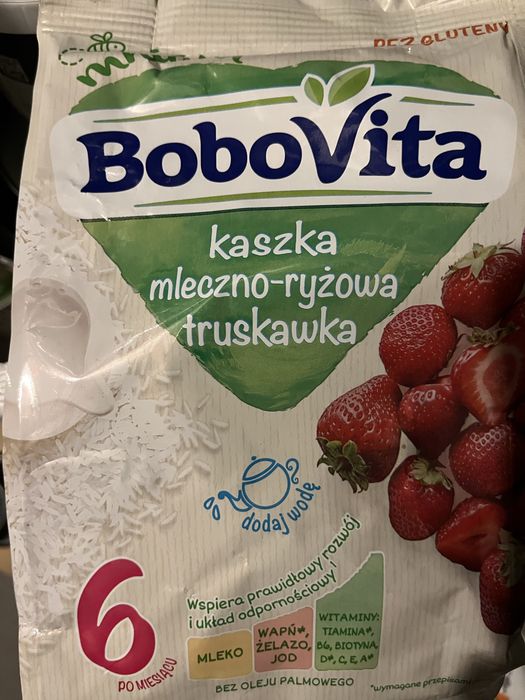 BEZ GLUTENU
BoboVita
kaszka
mleczno-ryżowa
truskawka
dodaj wodę
6
PO MIESIĄCU
Wspiera prawidłowy rozwój
i układ odpornościowy!
MLEKO
WAPŃ*,
ŻELAZO,
JOD
WITAMINY:
TIAMINA*,
B6, BIOTYNA,
D*, C, E, A*
BEZ OLEJU PALMOWEGO
*wymagane przepisami